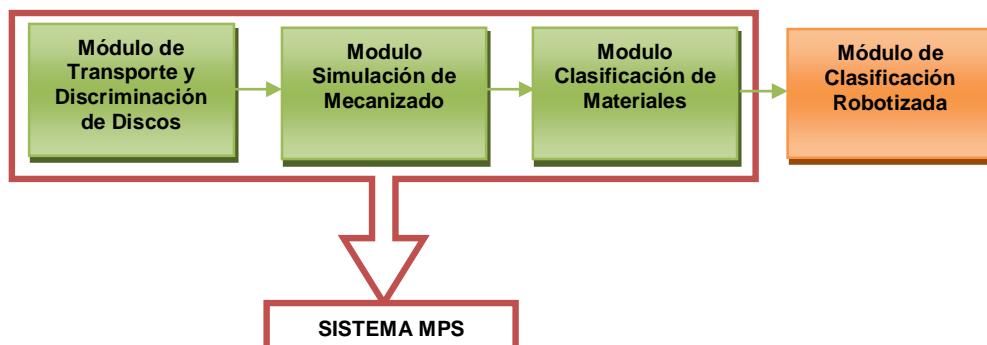 Módulo de
Transporte y
Discriminación
de Discos
Modulo
Simulación de
Mecanizado
Modulo
Clasificación de
Materiales
Módulo de
Clasificación
Robotizada
SISTEMA MPS